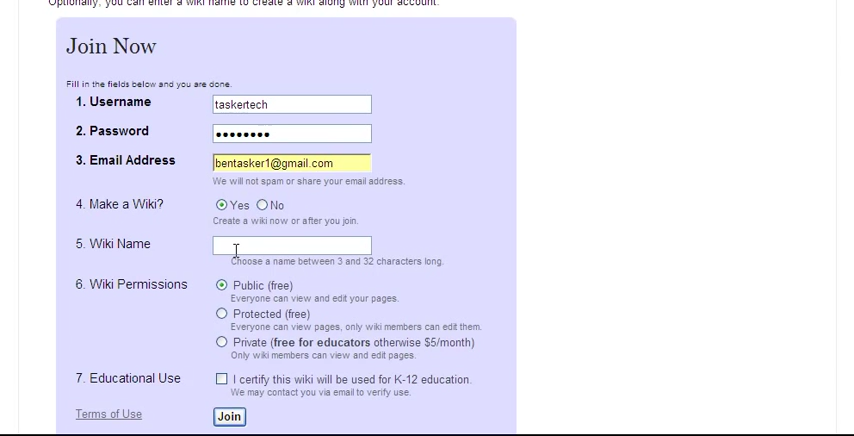 Optionally, you can enter a wiki name to create a wiki along with your account.
Join Now
Fill in the fields below and you are done.
1. Username
taskertech
2. Password
••••••••
3. Email Address
bentasker1@gmail.com
We will not spam or share your email address.
4. Make a Wiki?
Yes No
Create a wiki now or after you join.
5. Wiki Name
Choose a name between 3 and 32 characters long.
6. Wiki Permissions
Public (free)
Everyone can view and edit your pages.
Protected (free)
Everyone can view pages, only wiki members can edit them.
Private (free for educators otherwise $5/month)
Only wiki members can view and edit pages.
7. Educational Use
I certify this wiki will be used for K-12 education.
We may contact you via email to verify use.
Terms of Use
Join